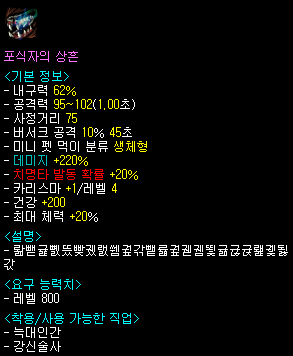 포식자의 상흔
<기본 정보>
- 내구력 62%
- 공격력 95~102(1.00초)
- 사정거리 75
- 버서크 공격 10% 45초
- 미니 펫 먹이 분류 생체형
- 데미지 +220%
- 치명타 발동 확률 +20%
- 카리스마 +1/레벨 4
- 건강 +200
- 최대 체력 +20%
<설명>
<요구 능력치>
- 레벨 800
<착용/사용 가능한 직업>
- 늑대인간
- 강신술사